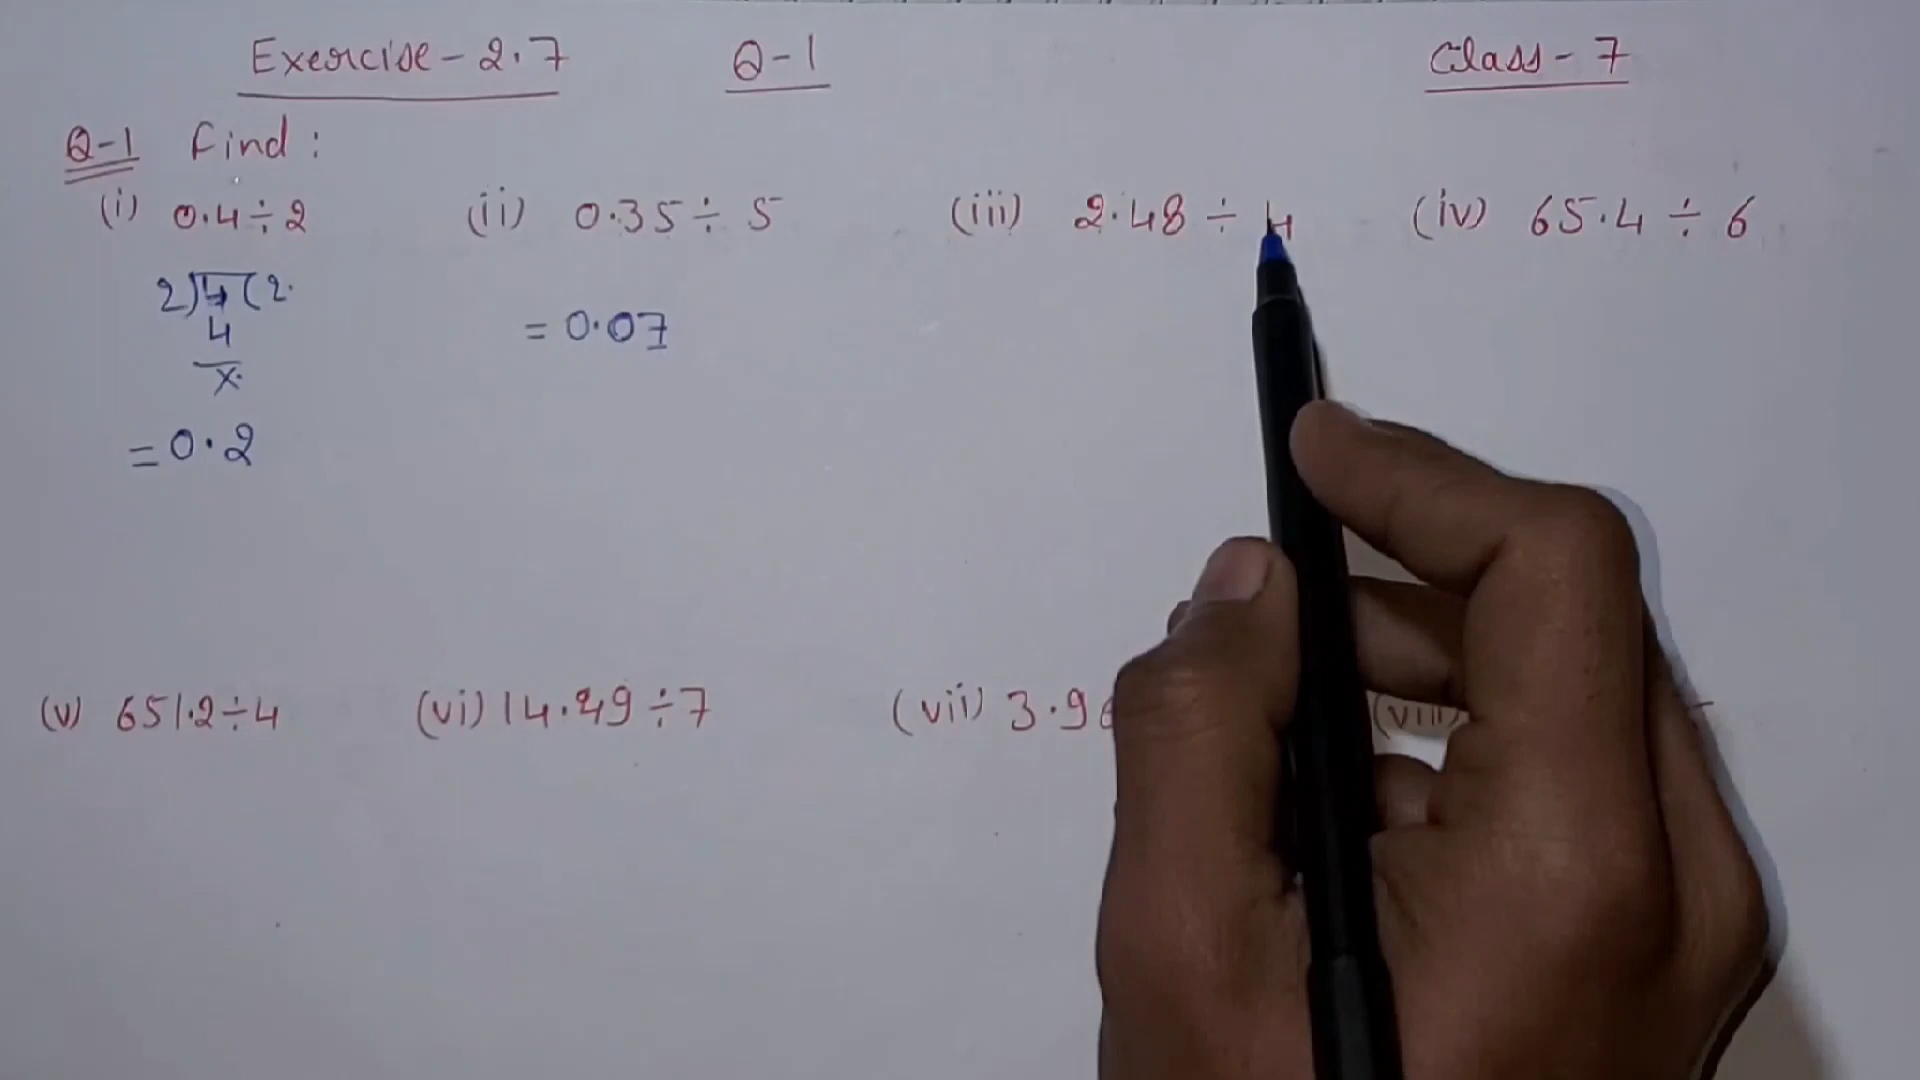 Exercise-2.7 Q-1 Class-7
Q-1 Find:
(i) 0.4÷2 (ii) 0.35÷5 (iii) 2.48÷4 (iv) 65.4÷6
2)4(2.
4
x.
=0.07
=0.2
(v) 651.2÷4 (vi) 14.49÷7 (vii) 3.96 (viii)